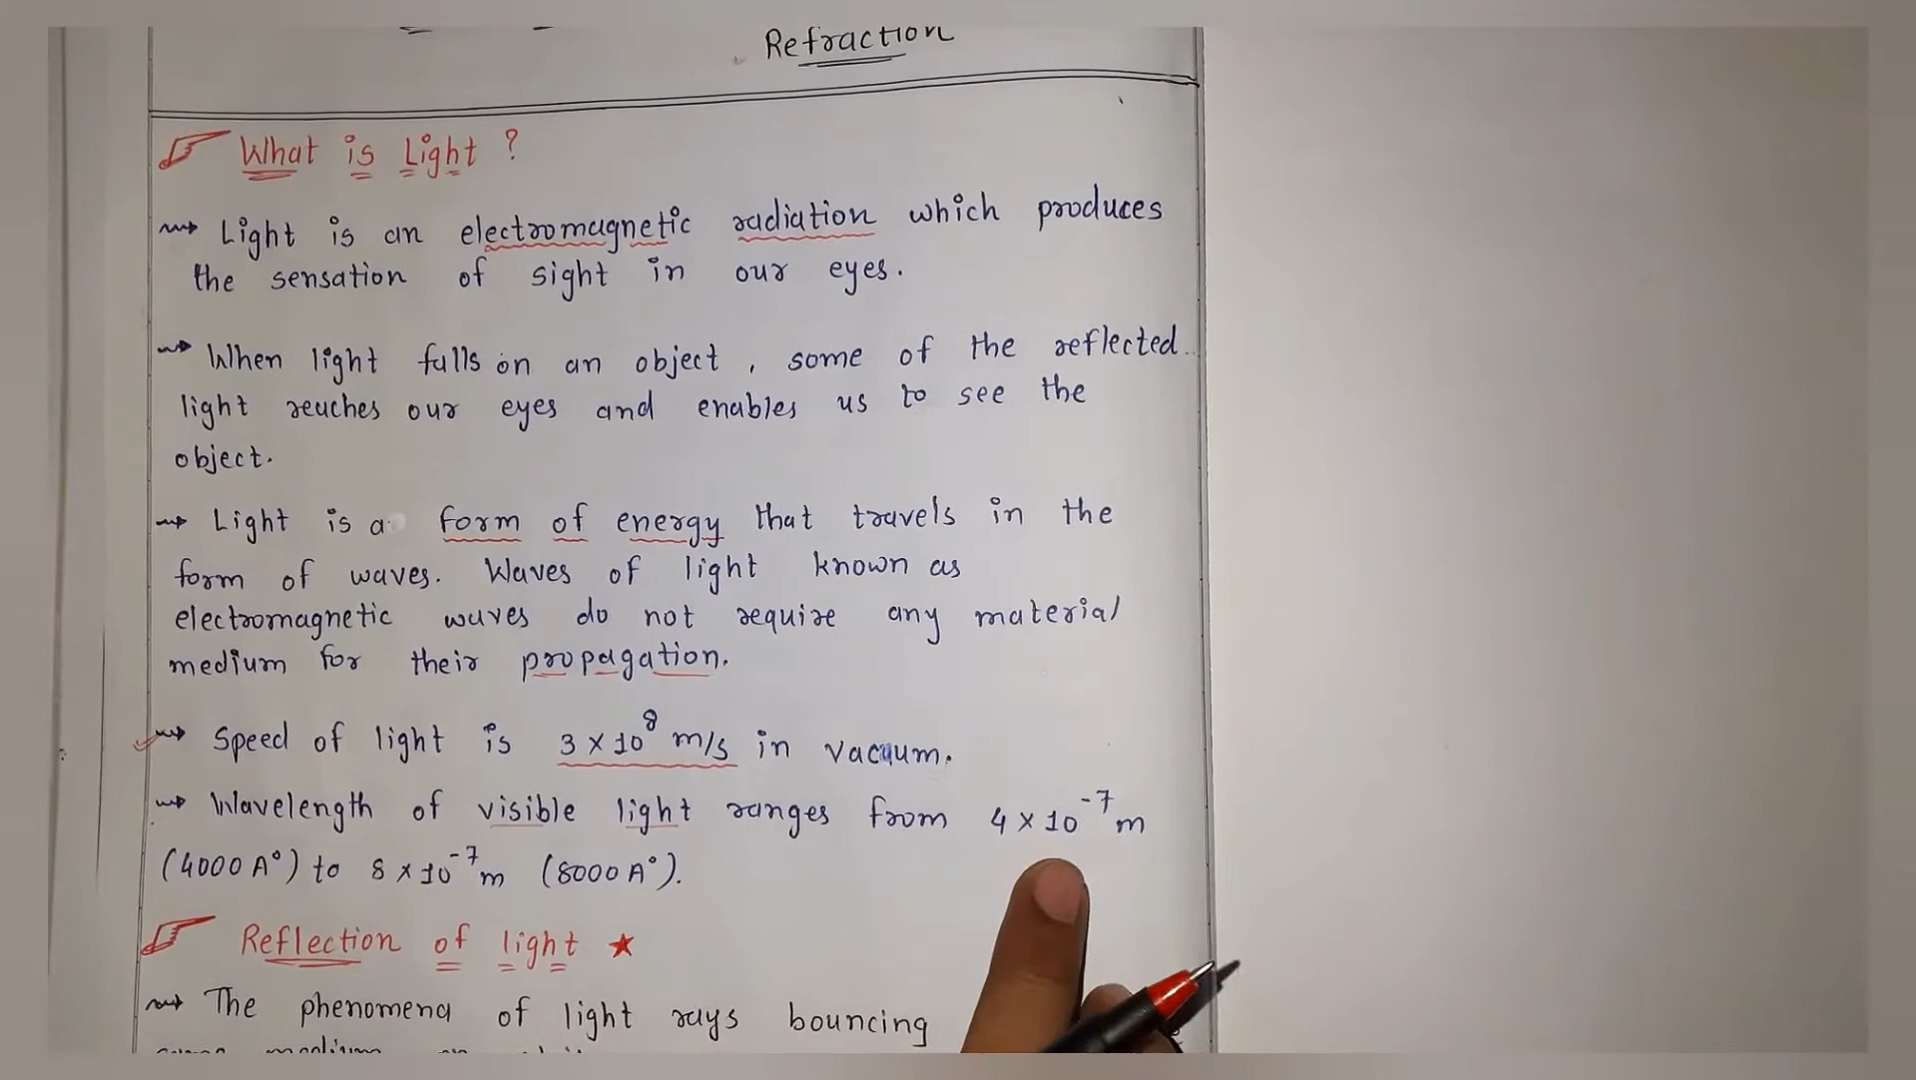 Refraction
What is Light ?
Light is an electromagnetic radiation which produces
the sensation of sight in our eyes.
When light falls on an object, some of the reflected
light reaches our eyes and enables us to see the
object.
Light is a form of energy that travels in the
form of waves. Waves of light known as
electromagnetic waves do not require any material
medium for their propagation.
Speed of light is 3 × 10⁸ m/s in vacuum.
Wavelength of visible light ranges from 4 × 10⁻⁷ m
(4000 A°) to 8 × 10⁻⁷ m (8000 A°).
Reflection of light ★
The phenomena of light rays bouncing
medium